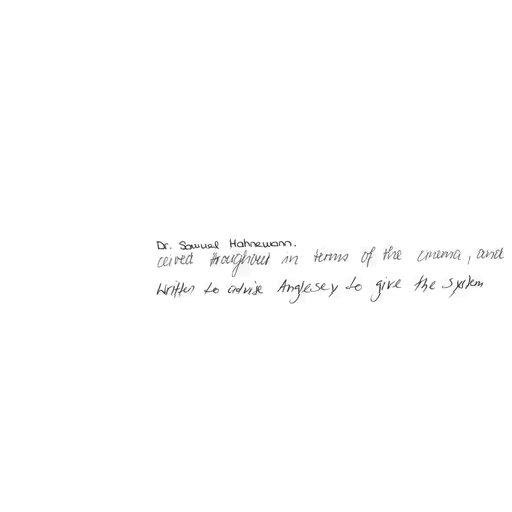 Dr. Samuel Hahnemann.
ceived throughout in terms of the cinema, and
written to advise Anglesey to give the system